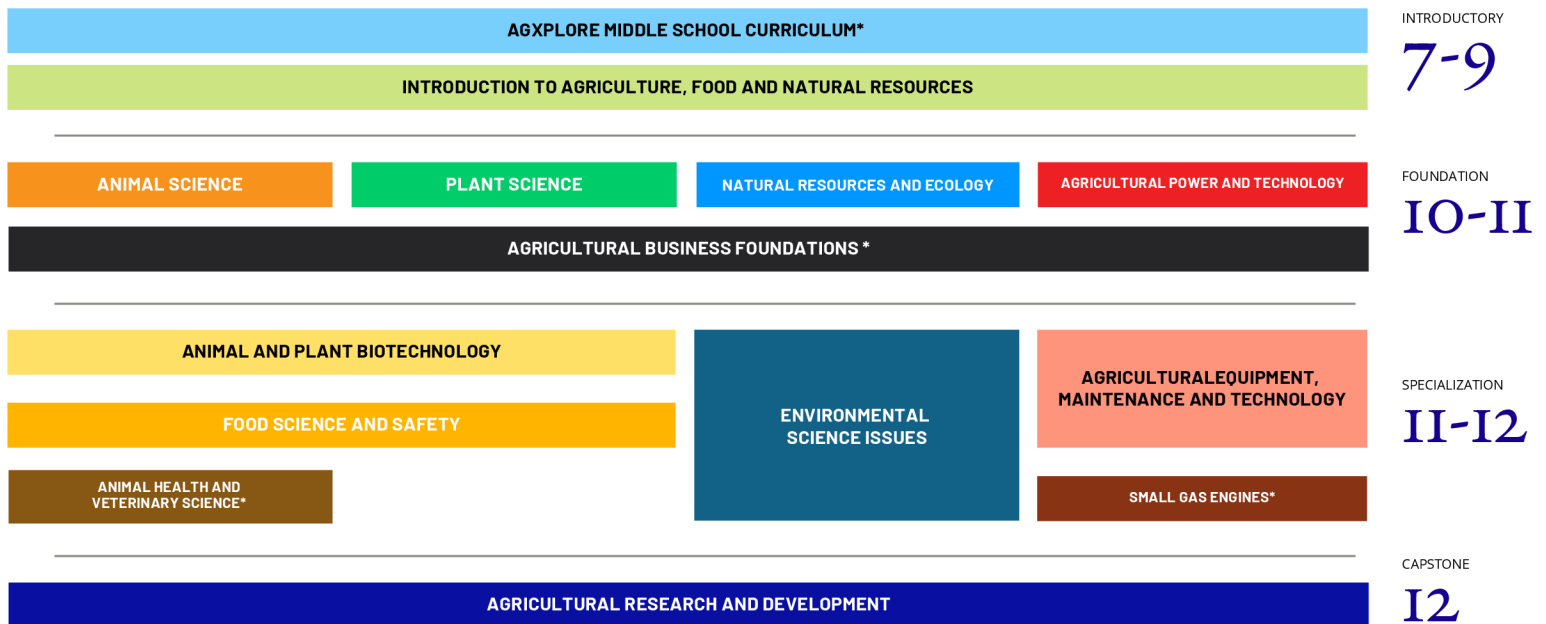 AGXPLORE MIDDLE SCHOOL CURRICULUM*
INTRODUCTORY
7-9
INTRODUCTION TO AGRICULTURE, FOOD AND NATURAL RESOURCES
ANIMAL SCIENCE
PLANT SCIENCE
NATURAL RESOURCES AND ECOLOGY
AGRICULTURAL POWER AND TECHNOLOGY
FOUNDATION
10-11
AGRICULTURAL BUSINESS FOUNDATIONS *
ANIMAL AND PLANT BIOTECHNOLOGY
FOOD SCIENCE AND SAFETY
ANIMAL HEALTH AND
VETERINARY SCIENCE*
ENVIRONMENTAL
SCIENCE ISSUES
AGRICULTURALEQUIPMENT,
MAINTENANCE AND TECHNOLOGY
SMALL GAS ENGINES*
SPECIALIZATION
11-12
AGRICULTURAL RESEARCH AND DEVELOPMENT
CAPSTONE
12